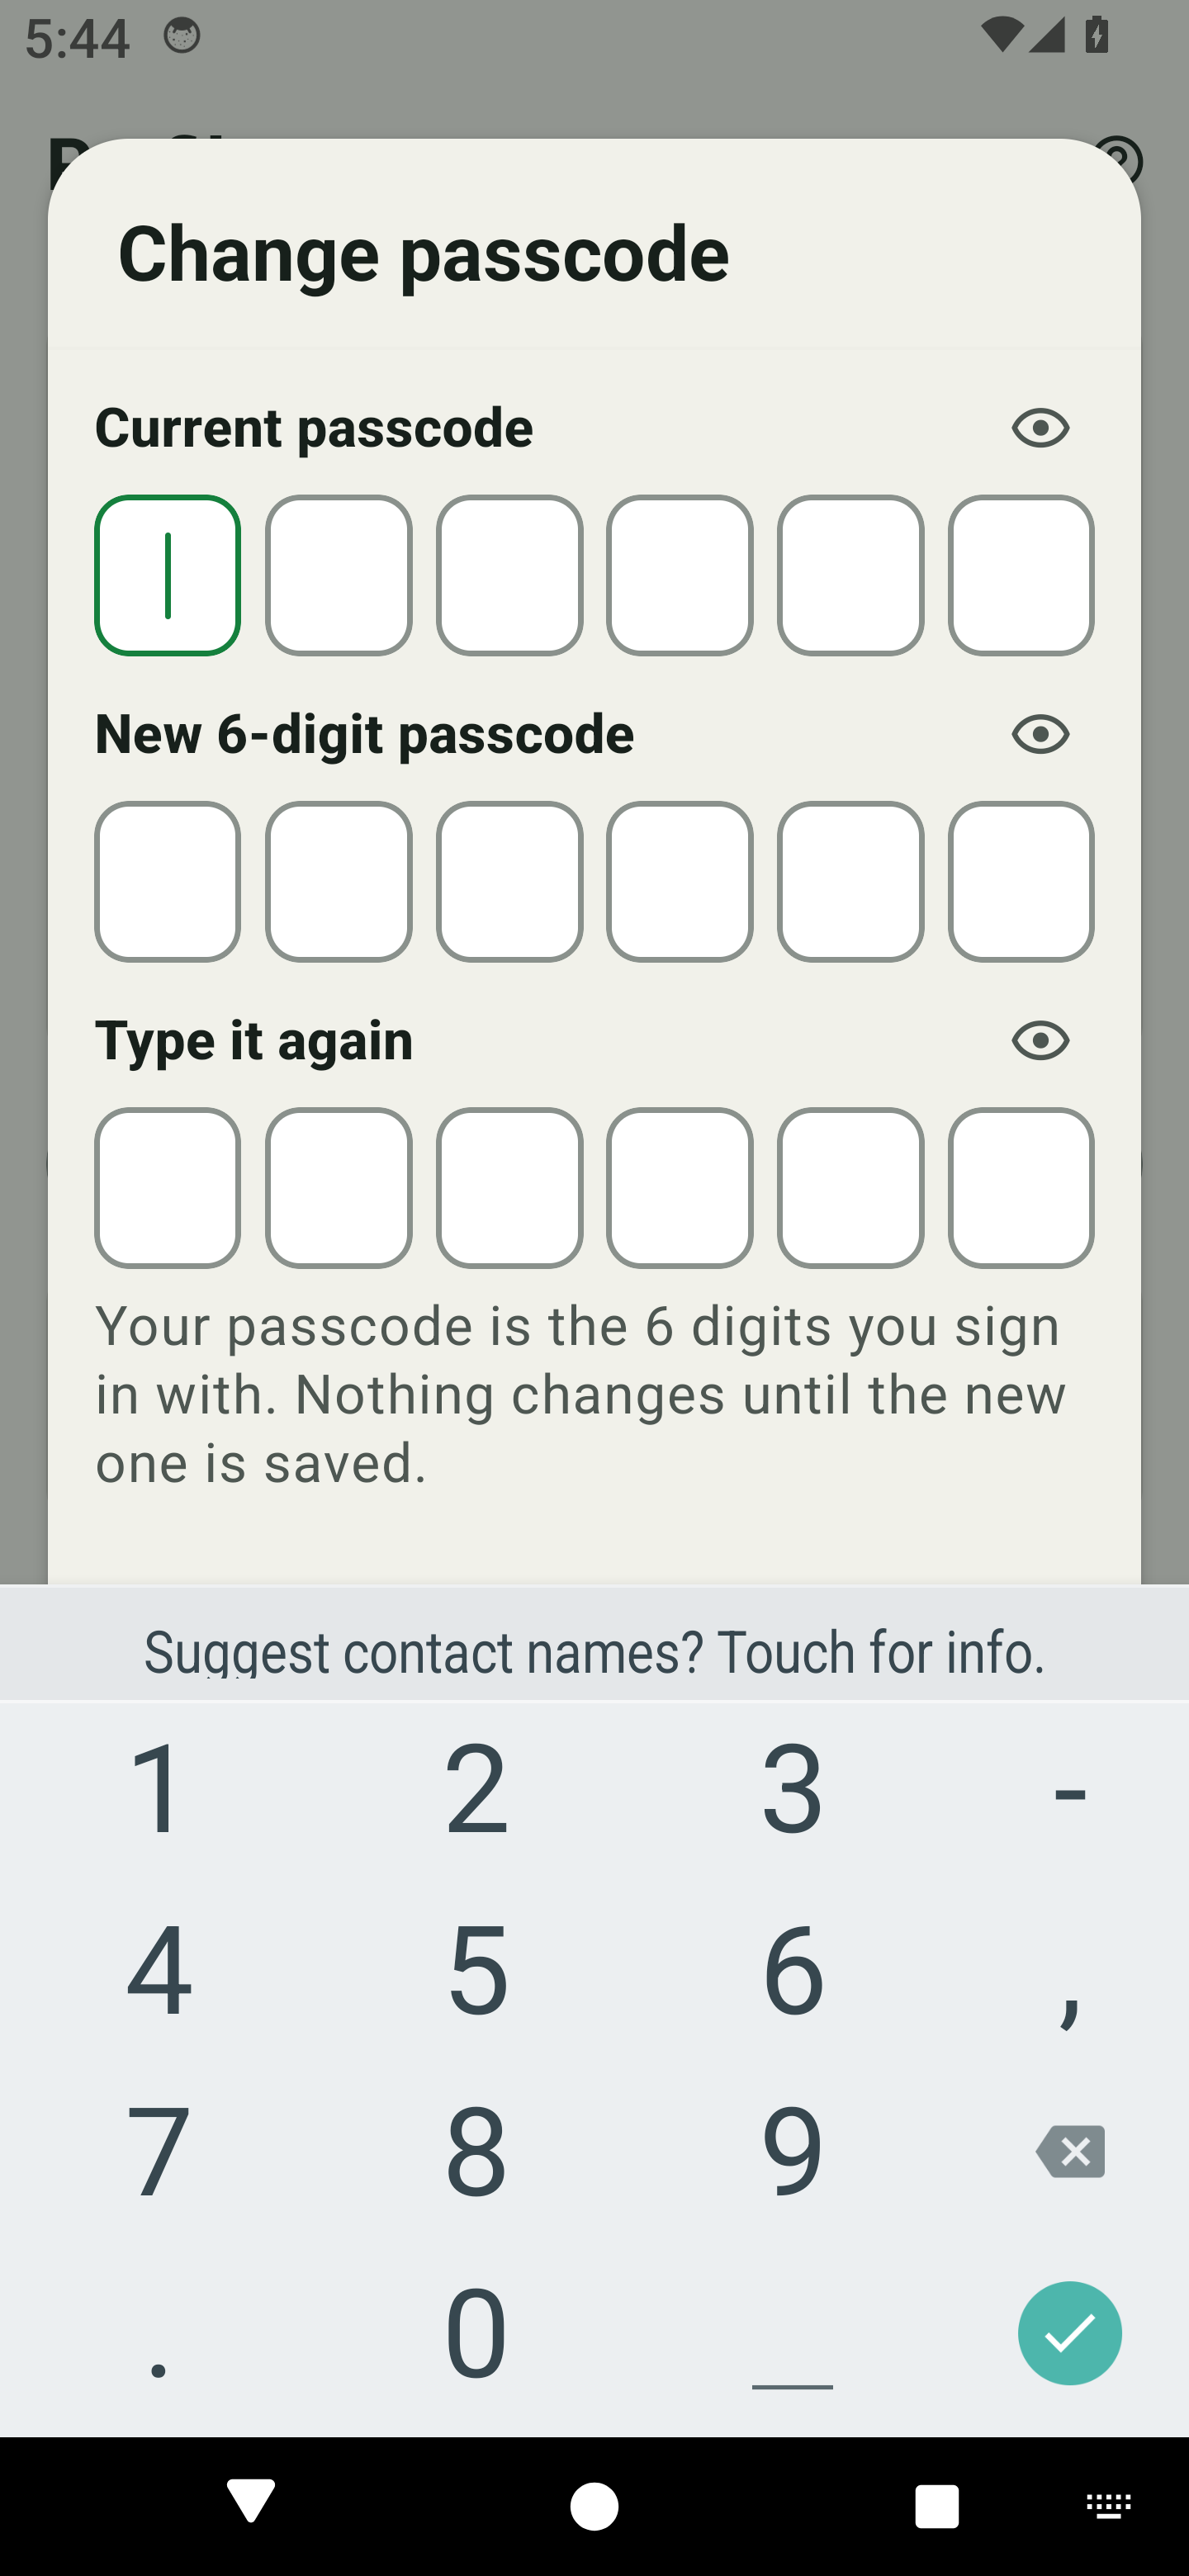 5:44
Change passcode
Current passcode
New 6-digit passcode
Type it again
Your passcode is the 6 digits you sign
in with. Nothing changes until the new
one is saved.
Suggest contact names? Touch for info.
1 2 3 -
4 5 6 ,
7 8 9
. 0 _